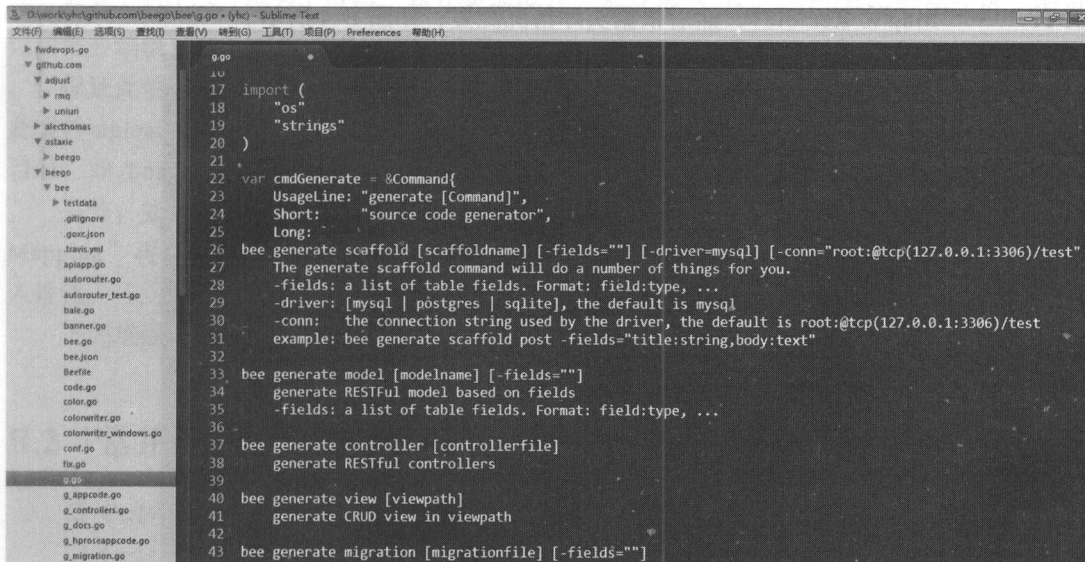 D:\work\yhc\github.com\beego\bee\g.go • (yhc) - Sublime Text
文件(F) 编辑(E) 选项(S) 查找(I) 查看(V) 转到(G) 工具(T) 项目(P) Preferences 帮助(H)
fwdevops-go
github.com
adjust
rmq
uniuri
alecthomas
astaxie
beego
beego
bee
testdata
.gitignore
.goxc.json
.travis.yml
apiapp.go
autorouter.go
autorouter_test.go
bale.go
banner.go
bee.go
bee.json
Beefile
code.go
color.go
colorwriter.go
colorwriter_windows.go
conf.go
fix.go
g.go
g_appcode.go
g_controllers.go
g_docs.go
g_hproseappcode.go
g_migration.go
g.go
16
17 import (
18 "os"
19 "strings"
20 )
21
22 var cmdGenerate = &Command{
23 UsageLine: "generate [Command]",
24 Short: "source code generator",
25 Long:
26 bee generate scaffold [scaffoldname] [-fields=""] [-driver=mysql] [-conn="root:@tcp(127.0.0.1:3306)/test"
27 The generate scaffold command will do a number of things for you.
28 -fields: a list of table fields. Format: field:type, ...
29 -driver: [mysql | postgres | sqlite], the default is mysql
30 -conn: the connection string used by the driver, the default is root:@tcp(127.0.0.1:3306)/test
31 example: bee generate scaffold post -fields="title:string,body:text"
32
33 bee generate model [modelname] [-fields=""]
34 generate RESTFul model based on fields
35 -fields: a list of table fields. Format: field:type, ...
36
37 bee generate controller [controllerfile]
38 generate RESTful controllers
39
40 bee generate view [viewpath]
41 generate CRUD view in viewpath
42
43 bee generate migration [migrationfile] [-fields=""]